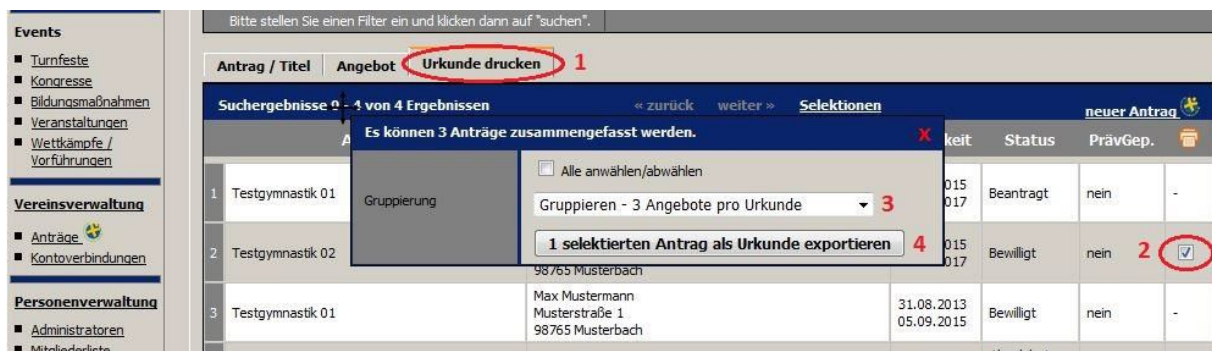 Bitte stellen Sie einen Filter ein und klicken dann auf "suchen".
Events
Turnfeste
Kongresse
Bildungsmaßnahmen
Veranstaltungen
Wettkämpfe /
Vorführungen
Vereinsverwaltung
Anträge
Kontoverbindungen
Personenverwaltung
Administratoren
Mitgliederliste
Antrag / Titel Angebot Urkunde drucken 1
Suchergebnisse 0 - 4 von 4 Ergebnissen « zurück weiter » Selektionen neuer Antrag
A keit Status PrävGep.
Es können 3 Anträge zusammengefasst werden. X
Gruppierung
Alle anwählen/abwählen
Gruppieren - 3 Angebote pro Urkunde 3
1 selektierten Antrag als Urkunde exportieren 4
1 Testgymnastik 01 015 Beantragt nein -
017
2 Testgymnastik 02 015 Bewilligt nein 2
017
98765 Musterbach
3 Testgymnastik 01 Max Mustermann 31.08.2013 Bewilligt nein -
Musterstraße 1 05.09.2015
98765 Musterbach